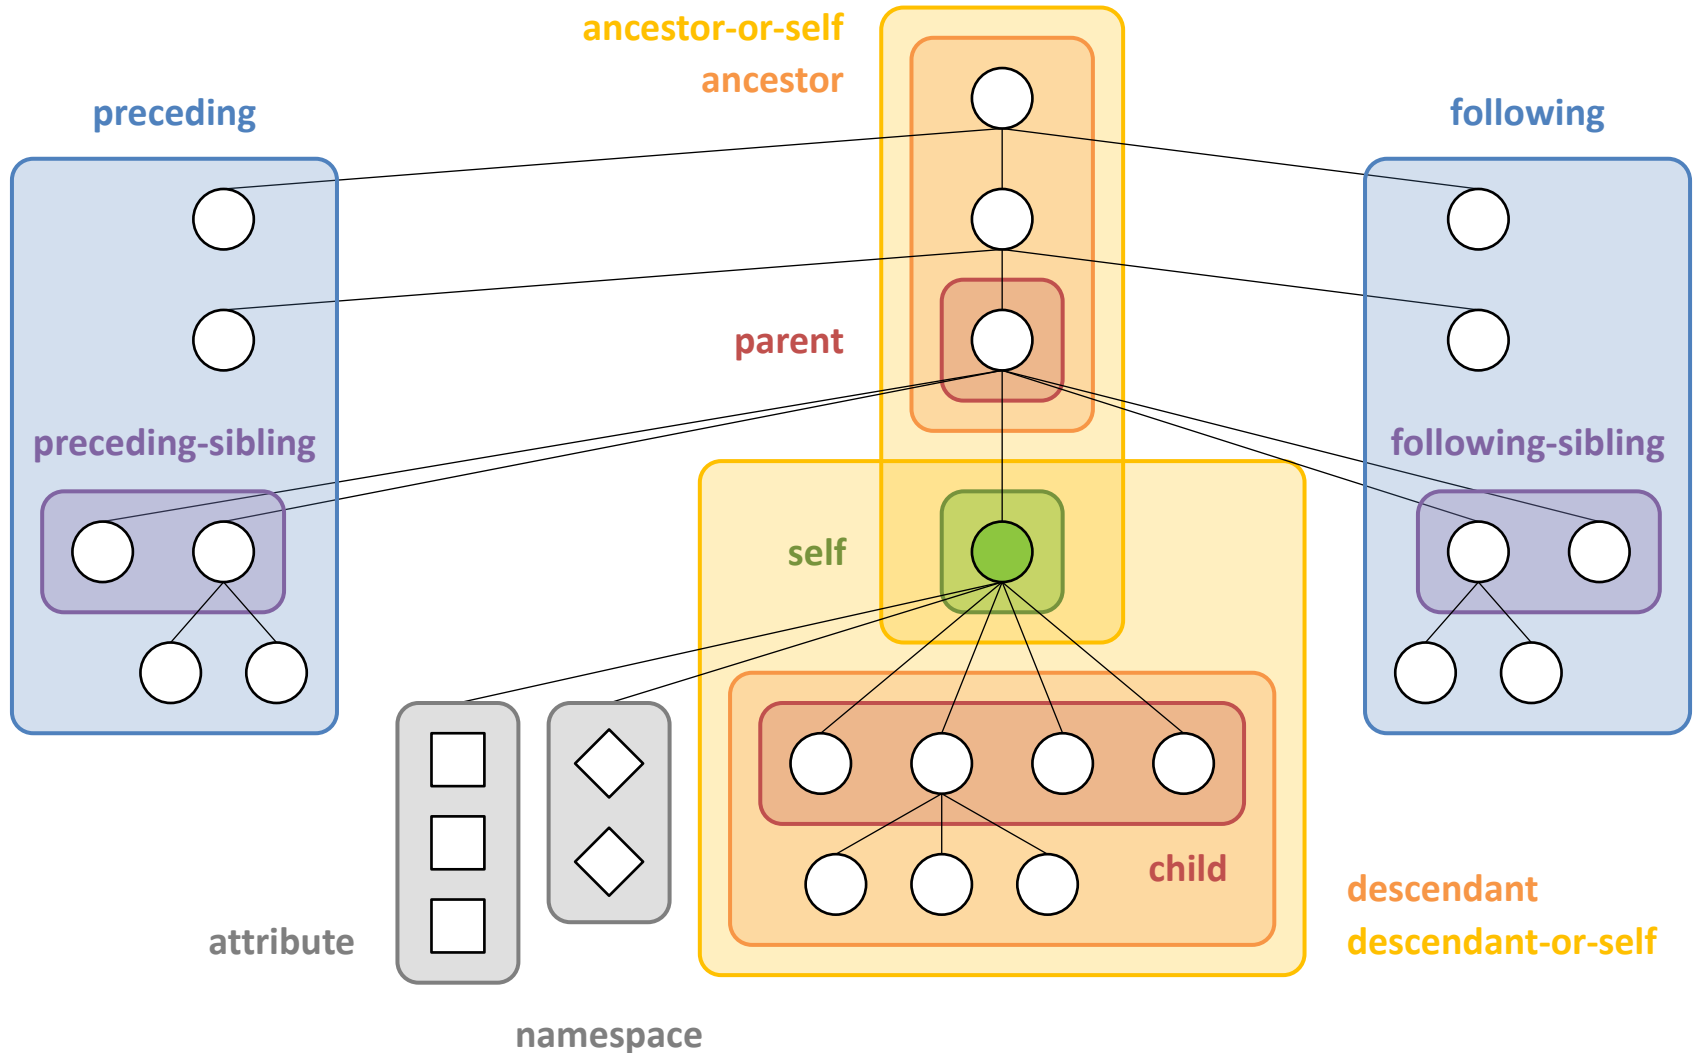 ancestor-or-self
ancestor
preceding
following
parent
preceding-sibling
following-sibling
self
child
descendant
attribute
descendant-or-self
namespace